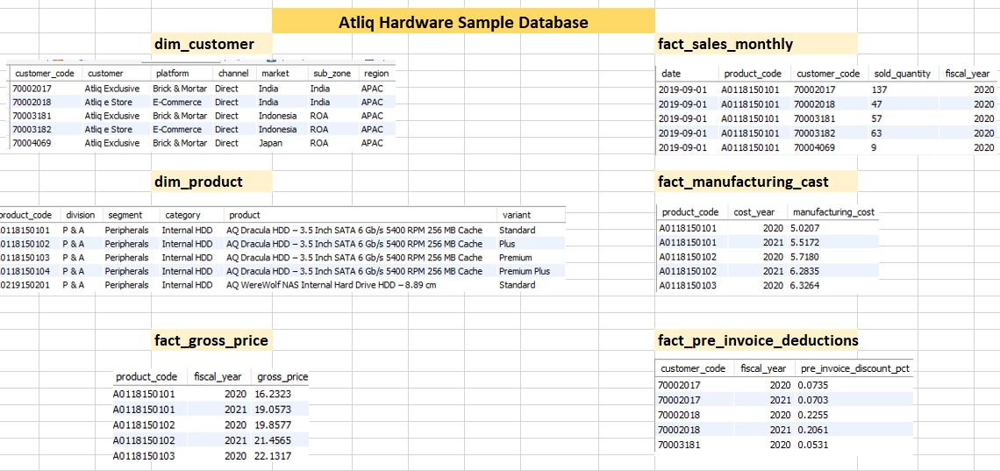 Atliq Hardware Sample Database
dim_customer
customer_code customer platform channel market sub_zone region
70002017 Atliq Exclusive Brick & Mortar Direct India India APAC
70002018 Atliq e Store E-Commerce Direct India India APAC
70003181 Atliq Exclusive Brick & Mortar Direct Indonesia ROA APAC
70003182 Atliq e Store E-Commerce Direct Indonesia ROA APAC
70004069 Atliq Exclusive Brick & Mortar Direct Japan ROA APAC
fact_sales_monthly
date product_code customer_code sold_quantity fiscal_year
2019-09-01 A0118150101 70002017 137 2020
2019-09-01 A0118150101 70002018 47 2020
2019-09-01 A0118150101 70003181 57 2020
2019-09-01 A0118150101 70003182 63 2020
2019-09-01 A0118150101 70004069 9 2020
dim_product
product_code division segment category product variant
0118150101 P & A Peripherals Internal HDD AQ Dracula HDD – 3.5 Inch SATA 6 Gb/s 5400 RPM 256 MB Cache Standard
0118150102 P & A Peripherals Internal HDD AQ Dracula HDD – 3.5 Inch SATA 6 Gb/s 5400 RPM 256 MB Cache Plus
0118150103 P & A Peripherals Internal HDD AQ Dracula HDD – 3.5 Inch SATA 6 Gb/s 5400 RPM 256 MB Cache Premium
0118150104 P & A Peripherals Internal HDD AQ Dracula HDD – 3.5 Inch SATA 6 Gb/s 5400 RPM 256 MB Cache Premium Plus
0219150201 P & A Peripherals Internal HDD AQ WereWolf NAS Internal Hard Drive HDD – 8.89 cm Standard
fact_manufacturing_cost
product_code cost_year manufacturing_cost
A0118150101 2020 5.0207
A0118150101 2021 5.5172
A0118150102 2020 5.7180
A0118150102 2021 6.2835
A0118150103 2020 6.3264
fact_gross_price
product_code fiscal_year gross_price
A0118150101 2020 16.2323
A0118150101 2021 19.0573
A0118150102 2020 19.8577
A0118150102 2021 21.4565
A0118150103 2020 22.1317
fact_pre_invoice_deductions
customer_code fiscal_year pre_invoice_discount_pct
70002017 2020 0.0735
70002017 2021 0.0703
70002018 2020 0.2255
70002018 2021 0.2061
70003181 2020 0.0531